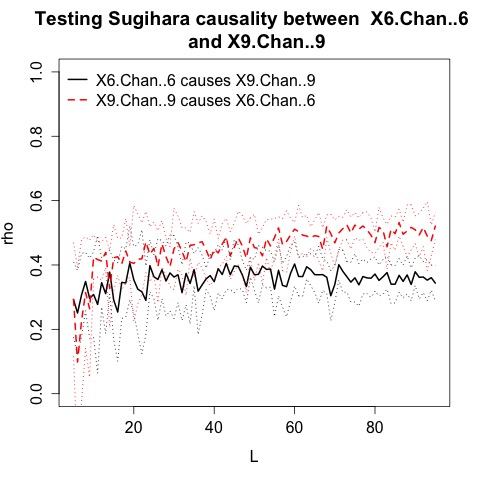 Testing Sugihara causality between  X6.Chan..6
and X9.Chan..9
X6.Chan..6 causes X9.Chan..9
X9.Chan..9 causes X6.Chan..6
rho
1.0
0.8
0.6
0.4
0.2
0.0
20 40 60 80
L